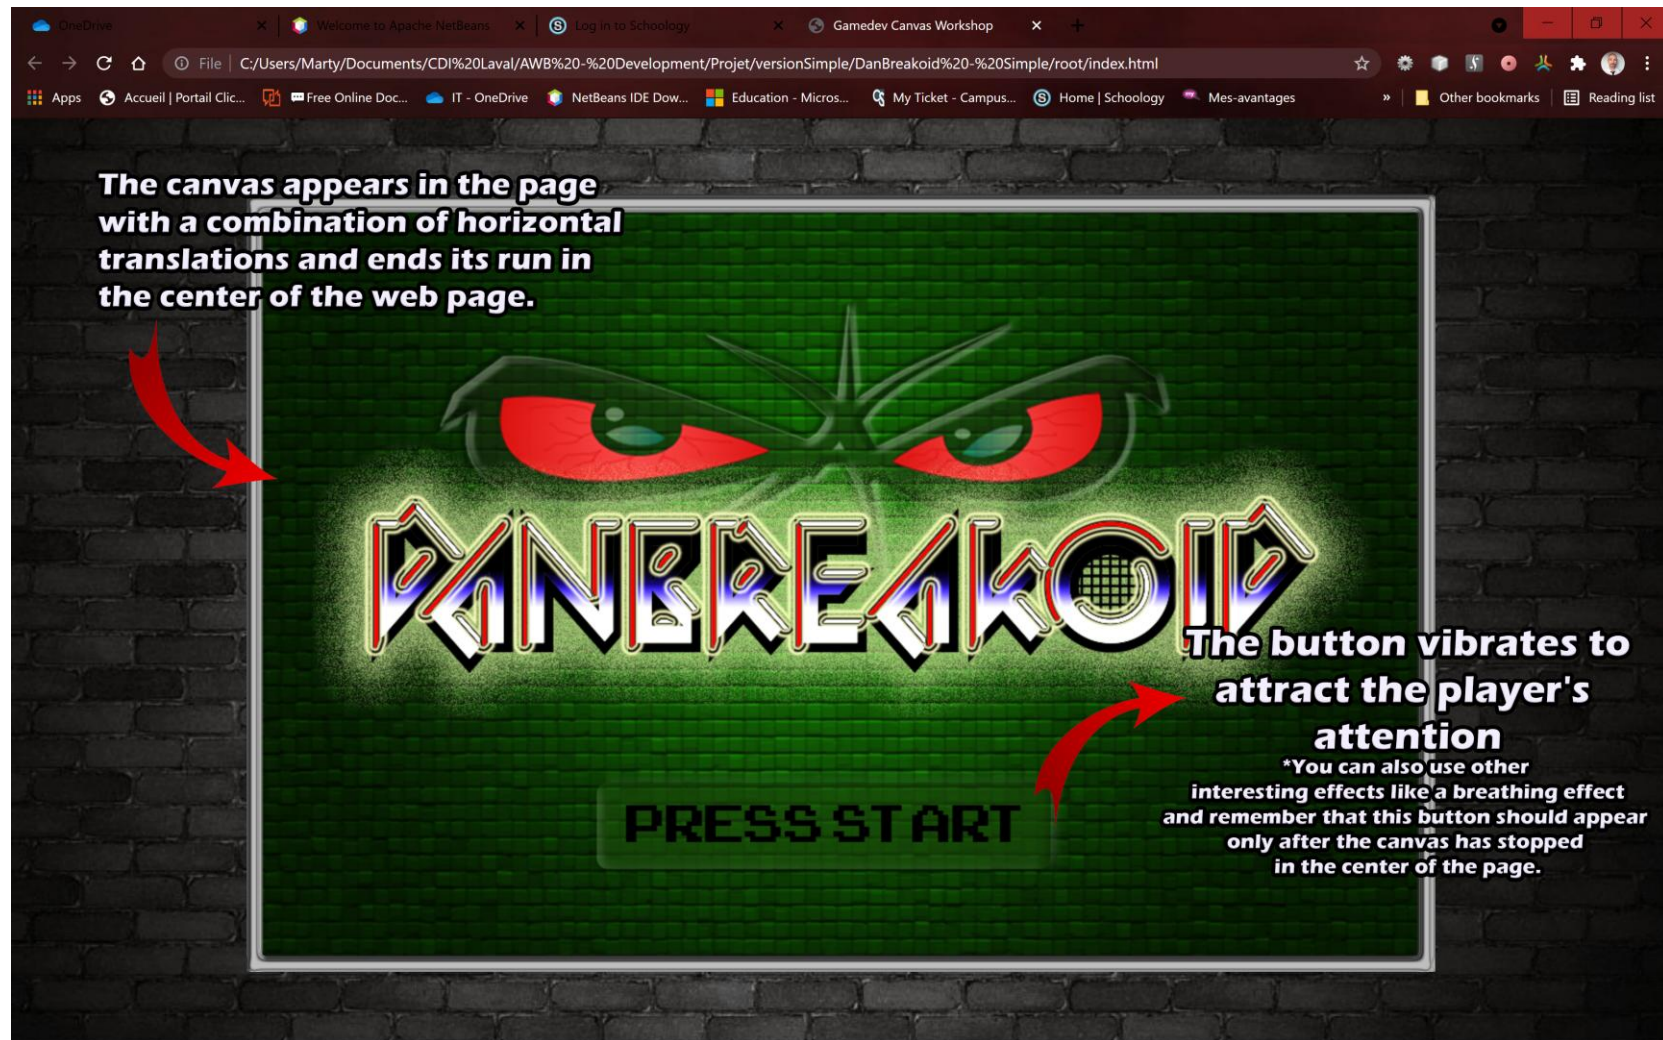 OneDrive
Welcome to Apache NetBeans
Log in to Schoology
Gamedev Canvas Workshop
File
C:/Users/Marty/Documents/CDI%20Laval/AWB%20-%20Development/Projet/versionSimple/DanBreakoid%20-%20Simple/root/index.html
Apps
Accueil | Portail Clic...
Free Online Doc...
IT - OneDrive
NetBeans IDE Dow...
Education - Micros...
My Ticket - Campus...
Home | Schoology
Mes-avantages
»
Other bookmarks
Reading list
The canvas appears in the page
with a combination of horizontal
translations and ends its run in
the center of the web page.
DANBREAKOID
The button vibrates to
attract the player's
attention
*You can also use other
interesting effects like a breathing effect
and remember that this button should appear
only after the canvas has stopped
in the center of the page.
PRESS START